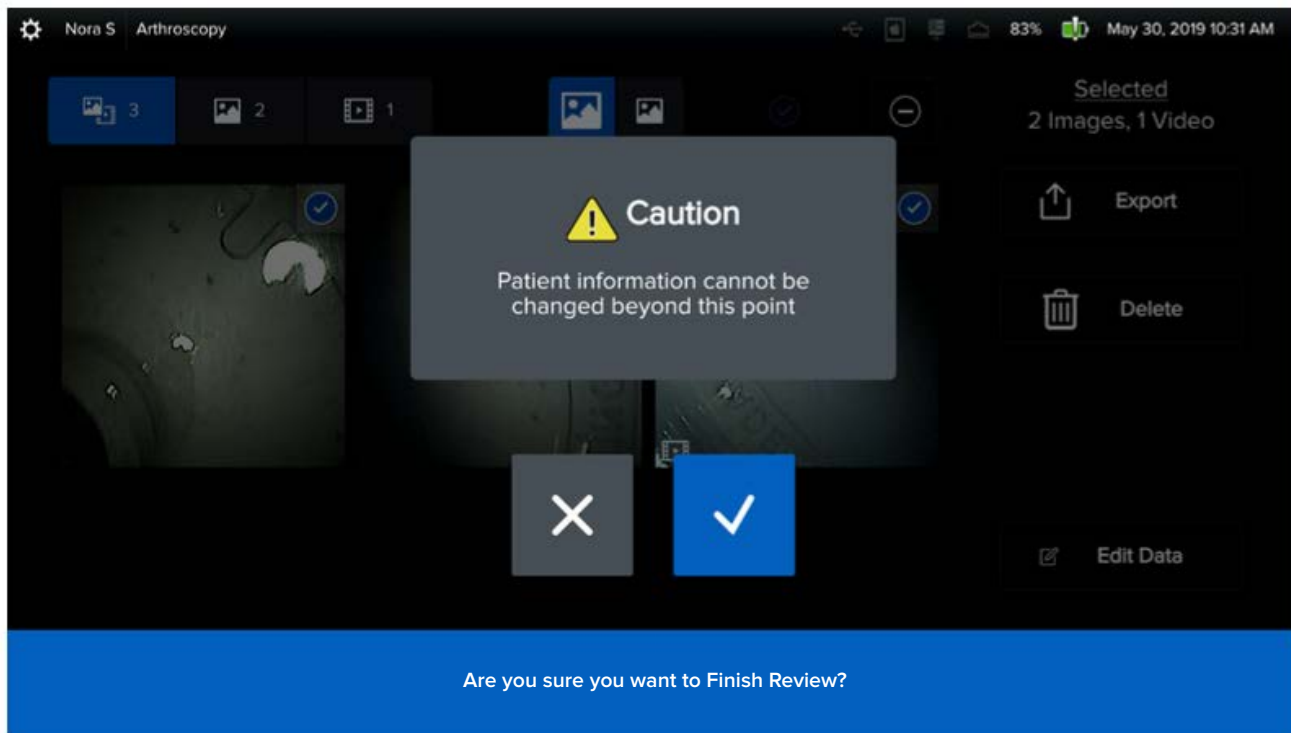 Nora S Arthroscopy 83% May 30, 2019 10:31 AM
3 2 1
Selected
2 Images, 1 Video
Caution
Patient information cannot be
changed beyond this point
Export
Delete
Edit Data
Are you sure you want to Finish Review?